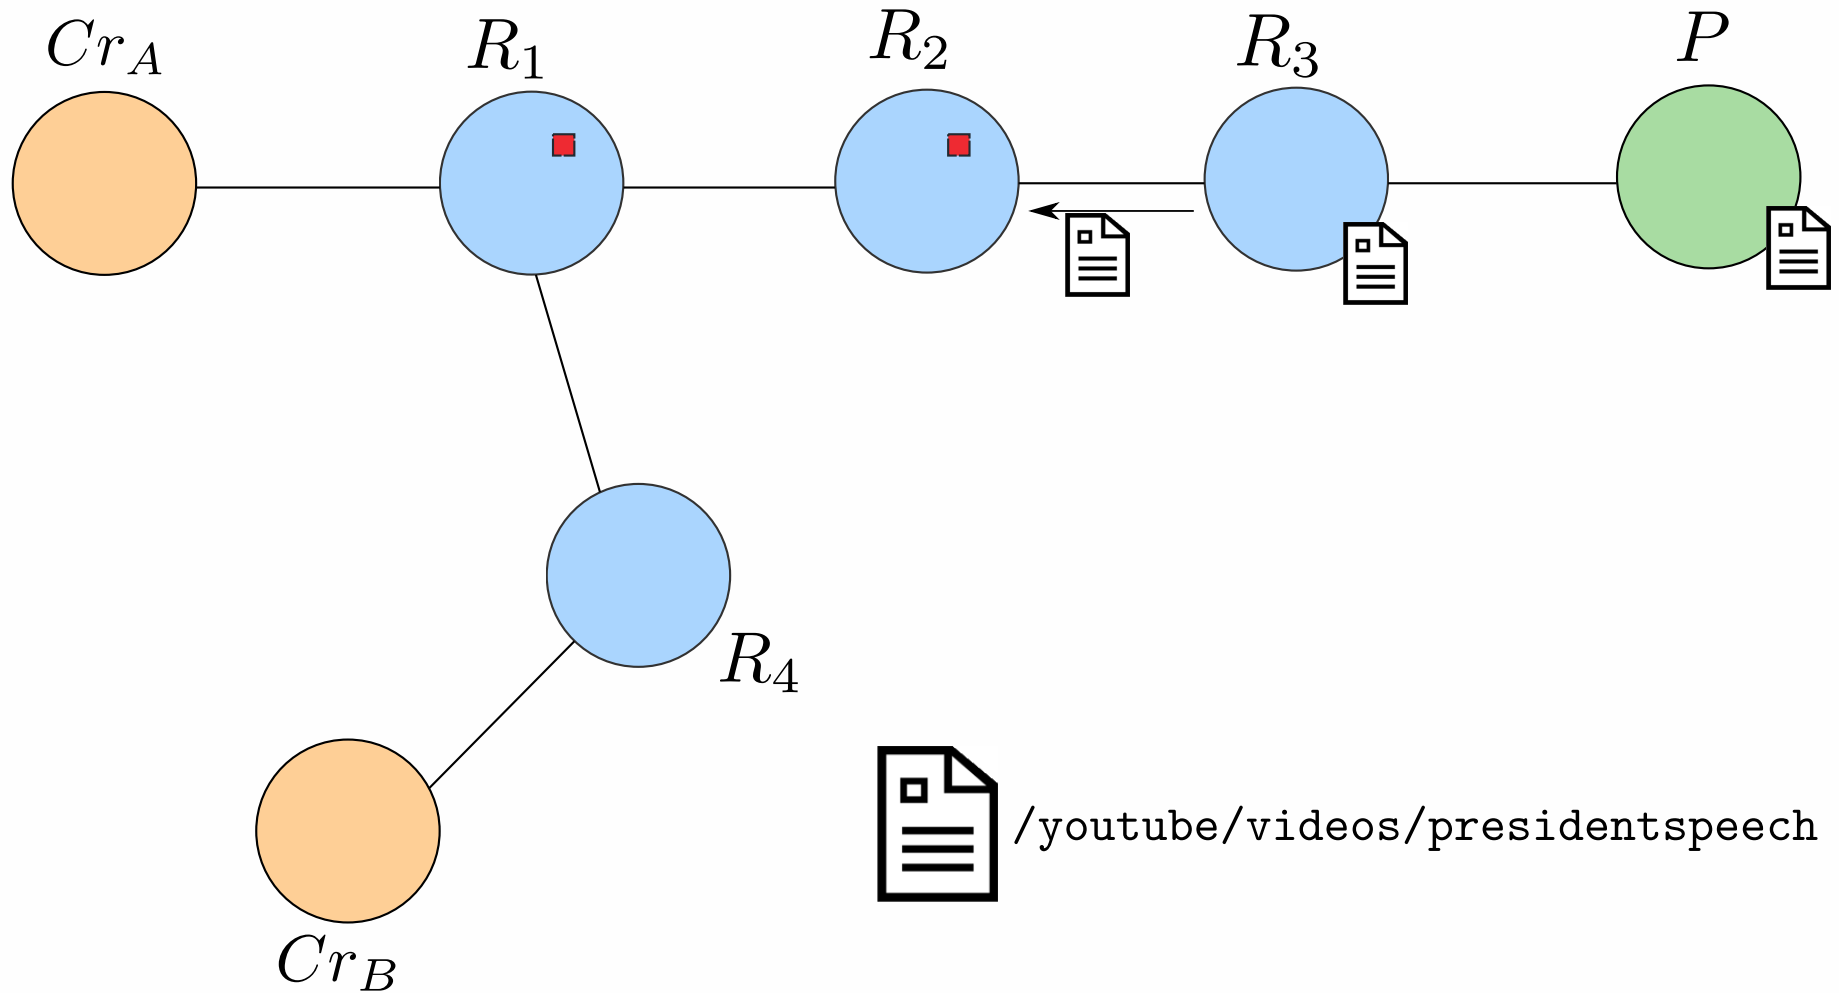 Cr_A
R_1
R_2
R_3
P
R_4
/youtube/videos/presidentspeech
Cr_B